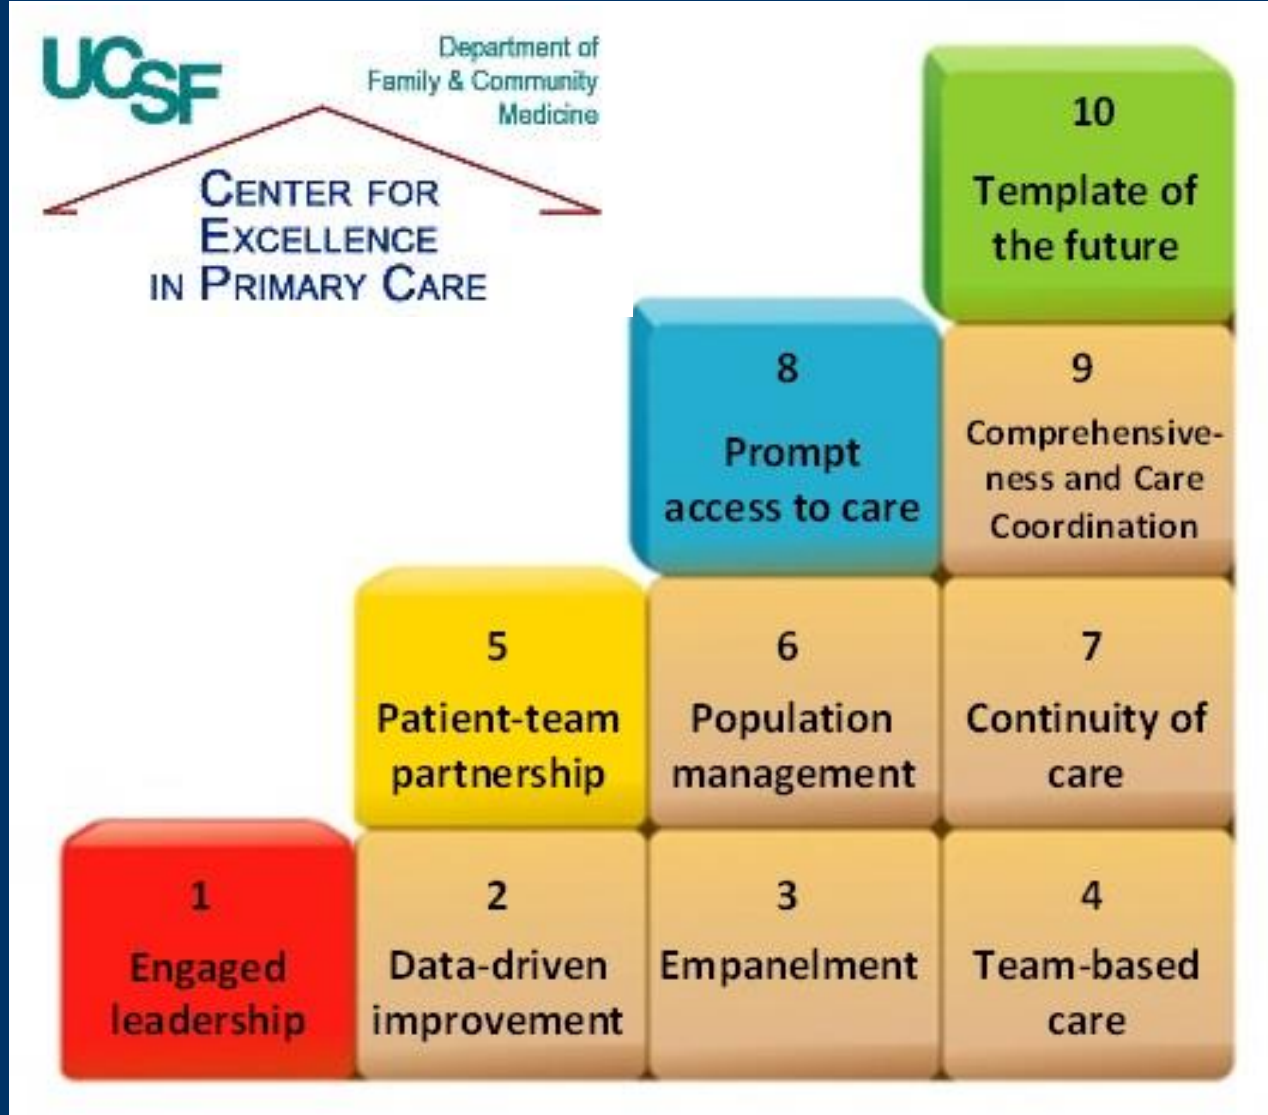 UCSF
Department of
Family & Community
Medicine
CENTER FOR
EXCELLENCE
IN PRIMARY CARE
10
Template of
the future
8
Prompt
access to care
9
Comprehensive-
ness and Care
Coordination
5
Patient-team
partnership
6
Population
management
7
Continuity of
care
1
Engaged
leadership
2
Data-driven
improvement
3
Empanelment
4
Team-based
care